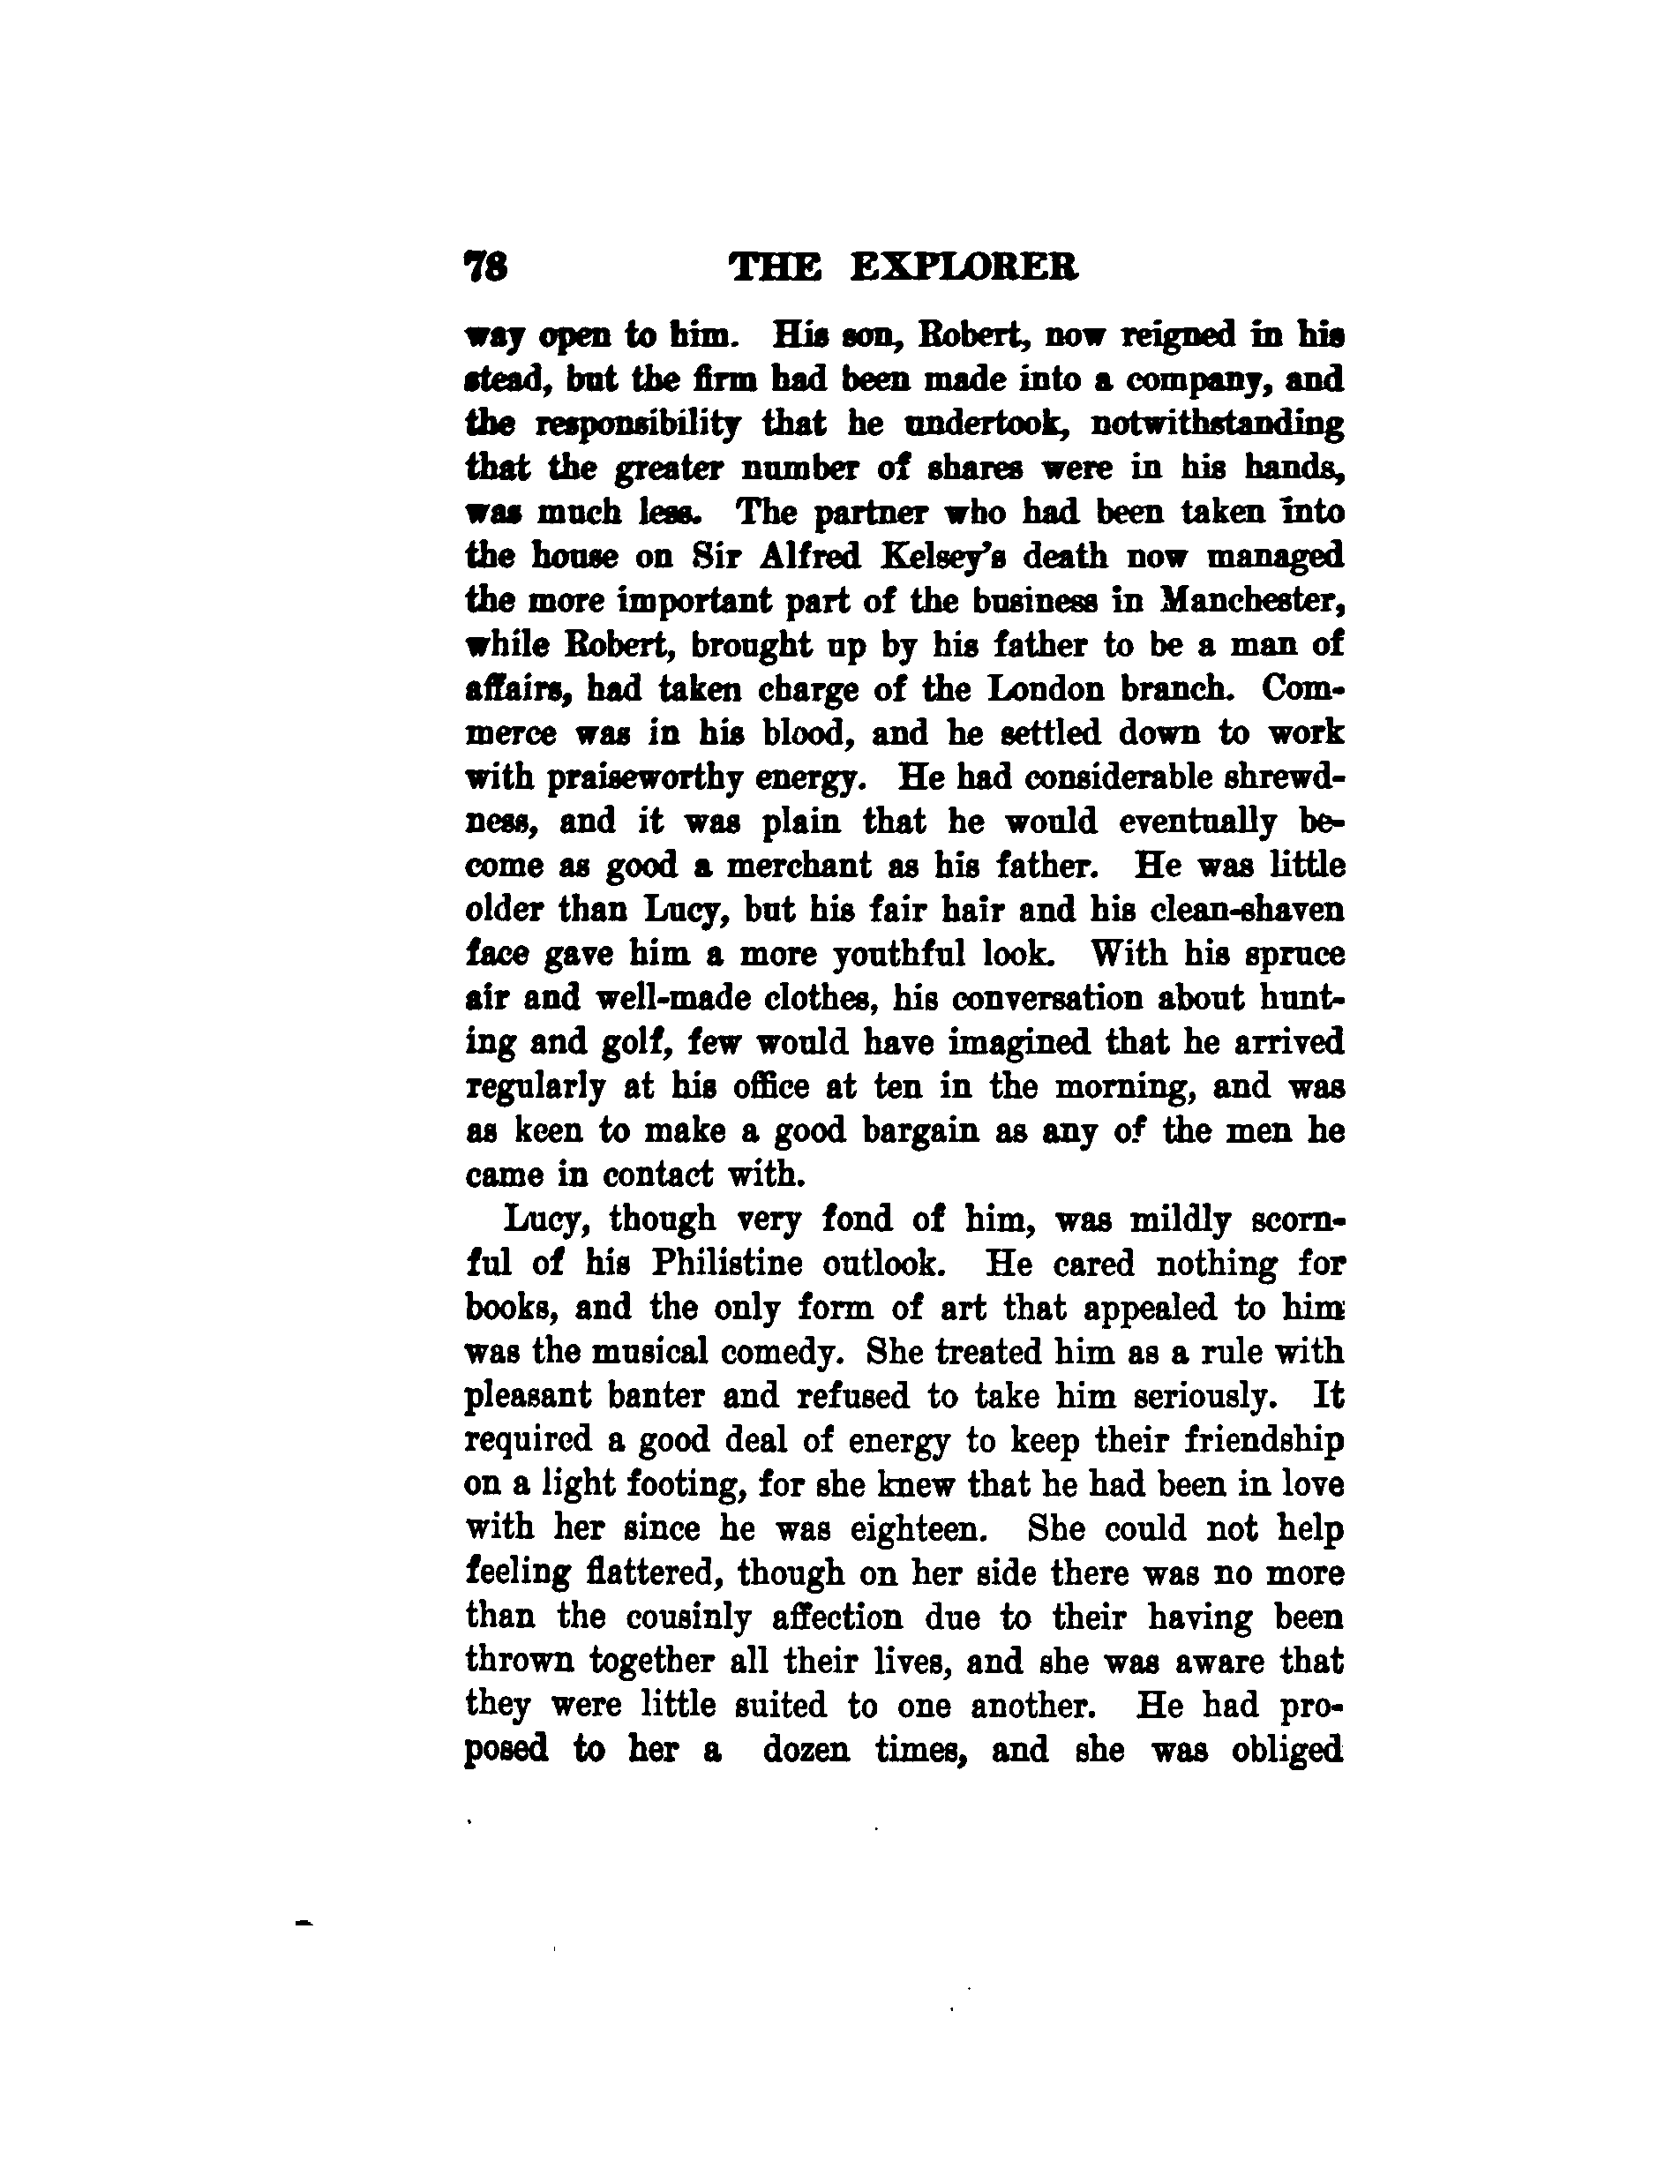 78 THE EXPLORER
way open to him. His son, Robert, now reigned in his
stead, but the firm had been made into a company, and
the responsibility that he undertook, notwithstanding
that the greater number of shares were in his hands,
was much less. The partner who had been taken into
the house on Sir Alfred Kelsey's death now managed
the more important part of the business in Manchester,
while Robert, brought up by his father to be a man of
affairs, had taken charge of the London branch. Com-
merce was in his blood, and he settled down to work
with praiseworthy energy. He had considerable shrewd-
ness, and it was plain that he would eventually be-
come as good a merchant as his father. He was little
older than Lucy, but his fair hair and his clean-shaven
face gave him a more youthful look. With his spruce
air and well-made clothes, his conversation about hunt-
ing and golf, few would have imagined that he arrived
regularly at his office at ten in the morning, and was
as keen to make a good bargain as any of the men he
came in contact with.
Lucy, though very fond of him, was mildly scorn-
ful of his Philistine outlook. He cared nothing for
books, and the only form of art that appealed to him
was the musical comedy. She treated him as a rule with
pleasant banter and refused to take him seriously. It
required a good deal of energy to keep their friendship
on a light footing, for she knew that he had been in love
with her since he was eighteen. She could not help
feeling flattered, though on her side there was no more
than the cousinly affection due to their having been
thrown together all their lives, and she was aware that
they were little suited to one another. He had pro-
posed to her a dozen times, and she was obliged